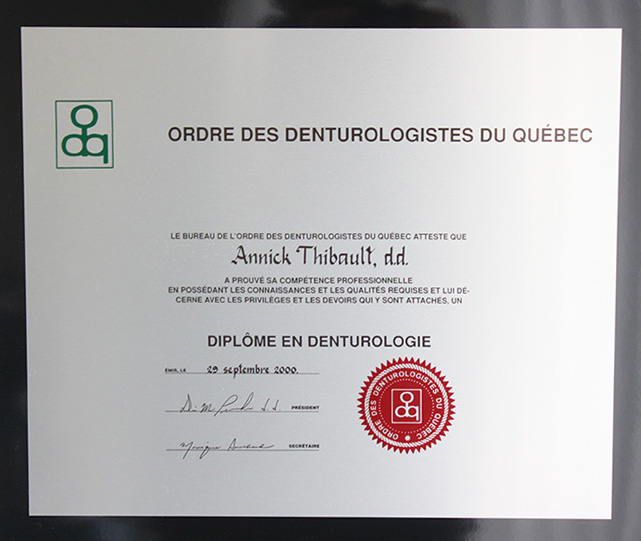 odq
ORDRE DES DENTUROLOGISTES DU QUÉBEC
LE BUREAU DE L'ORDRE DES DENTUROLOGISTES DU QUÉBEC ATTESTE QUE
Annick Thibault, d.d.
A PROUVÉ SA COMPÉTENCE PROFESSIONNELLE
EN POSSÉDANT LES CONNAISSANCES ET LES QUALITÉS REQUISES ET LUI DÉ-
CERNE AVEC LES PRIVILÈGES ET LES DEVOIRS QUI Y SONT ATTACHÉS, UN
DIPLÔME EN DENTUROLOGIE
ÉMIS, LE 29 septembre 2000.
d.d. PRÉSIDENT
Monique SECRÉTAIRE
ORDRE DES DENTUROLOGISTES DU QUÉBEC
odq